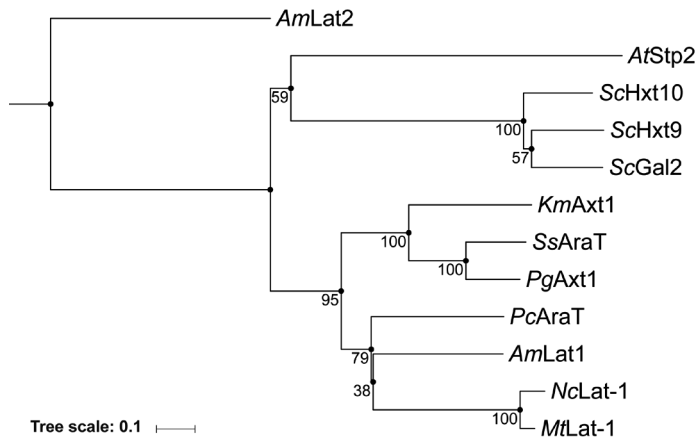 AmLat2
AtStp2
59
ScHxt10
100
ScHxt9
57
ScGal2
KmAxt1
100
SsAraT
100
PgAxt1
95
PcAraT
79
AmLat1
38
NcLat-1
100
MtLat-1
Tree scale: 0.1